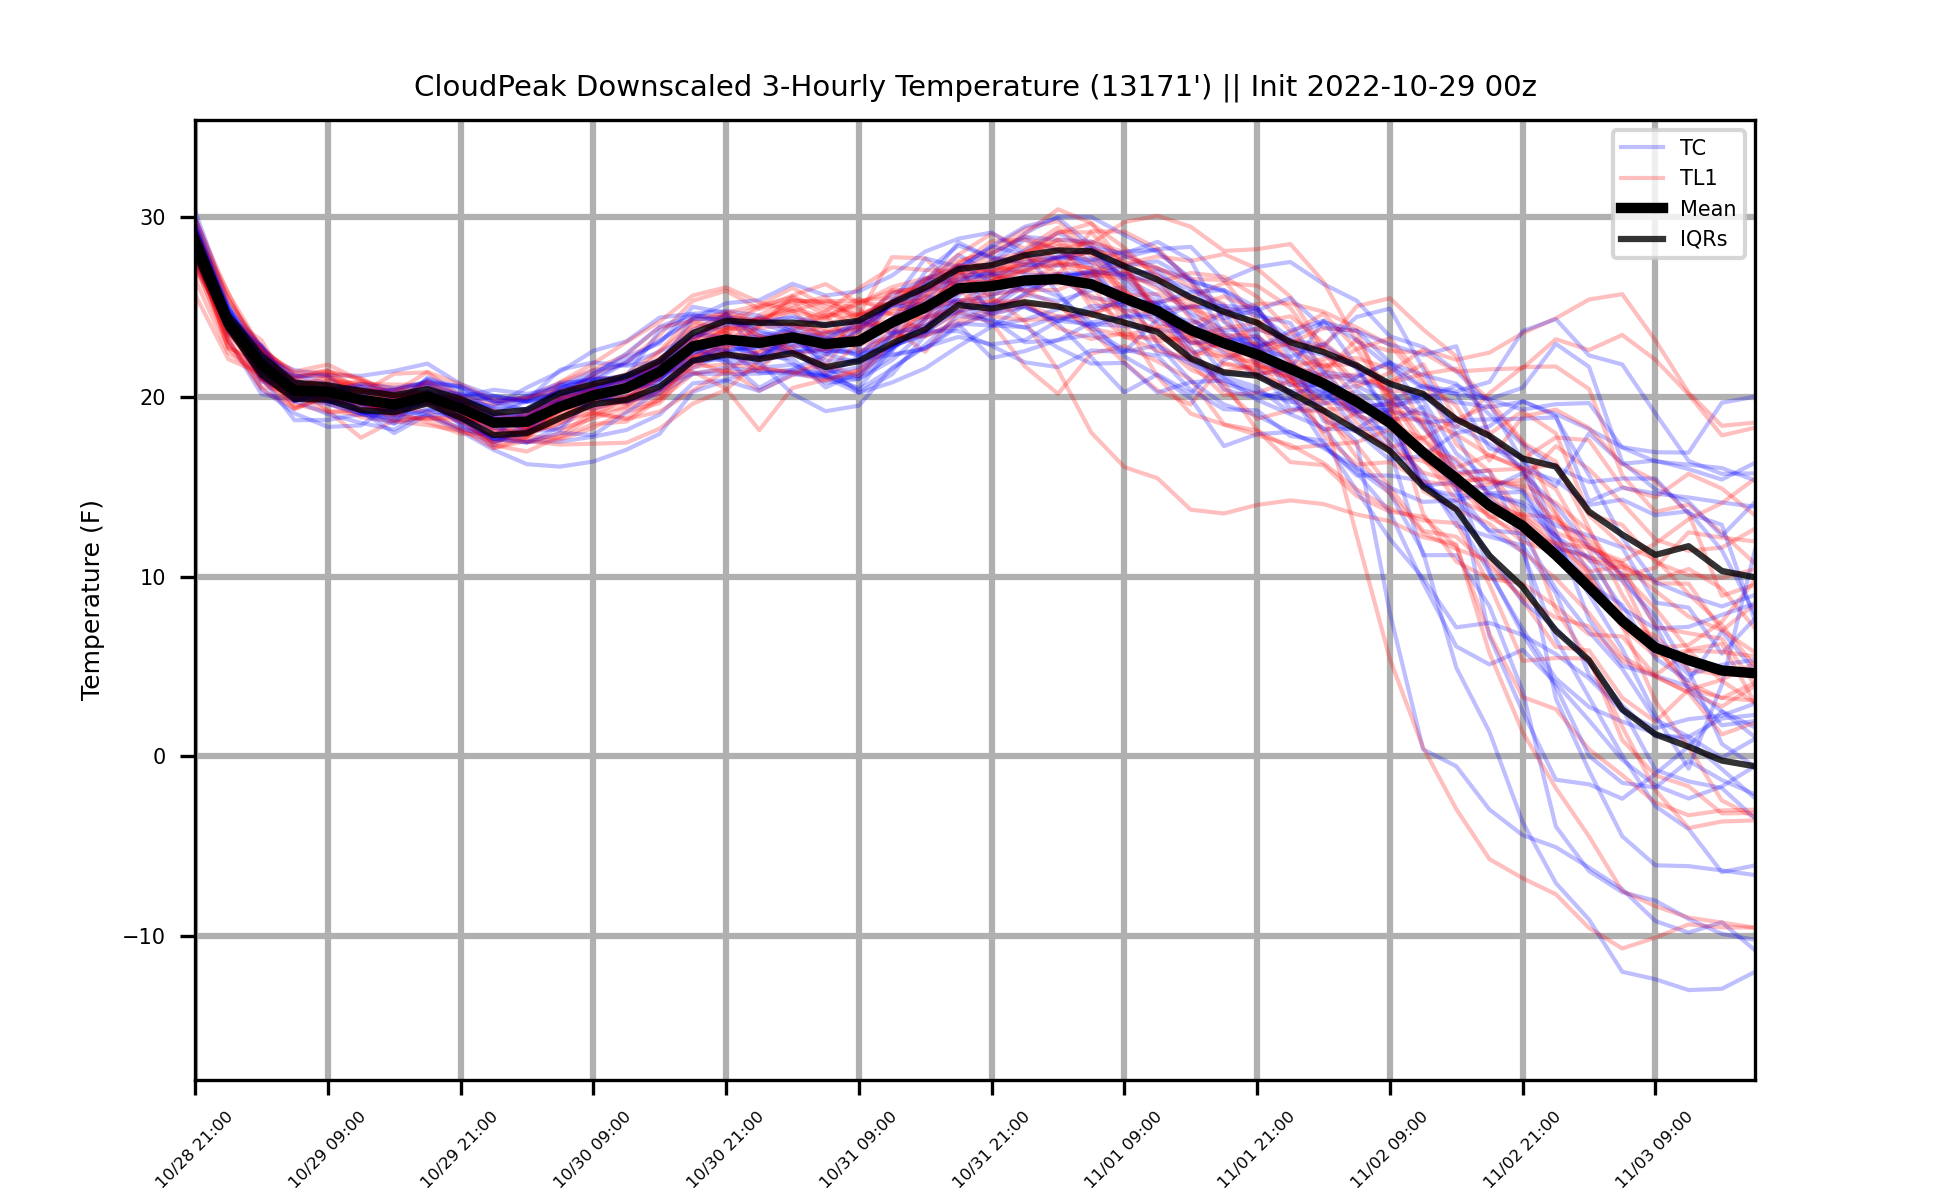 CloudPeak Downscaled 3-Hourly Temperature (13171') || Init 2022-10-29 00z
TC
TL1
Mean
IQRs
Temperature (F)
30
20
10
0
−10
10/28 21:00
10/29 09:00
10/29 21:00
10/30 09:00
10/30 21:00
10/31 09:00
10/31 21:00
11/01 09:00
11/01 21:00
11/02 09:00
11/02 21:00
11/03 09:00